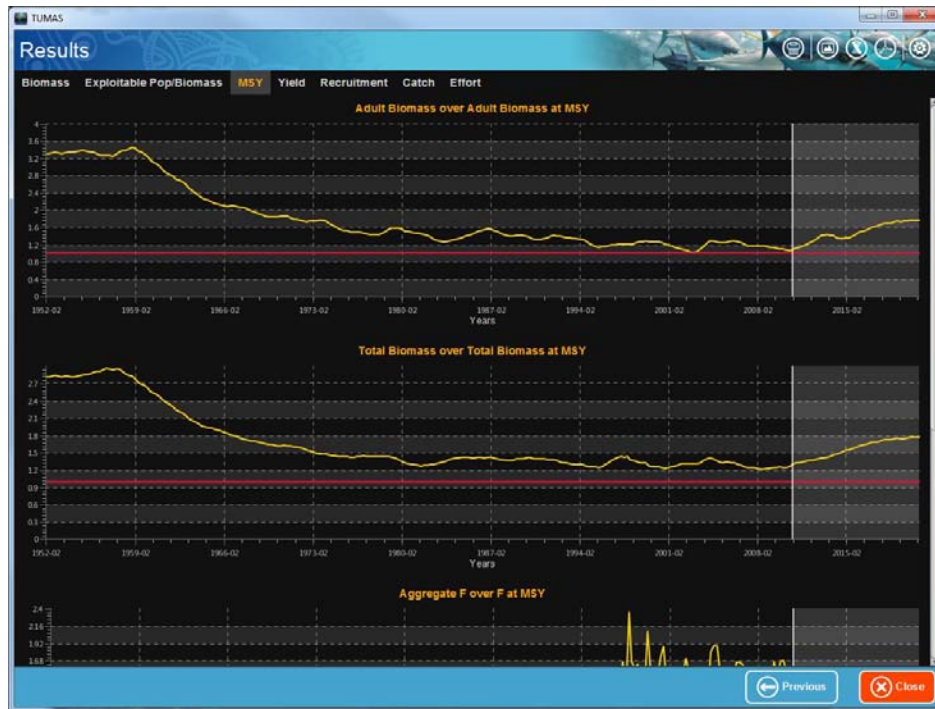 TUMAS
Results
Biomass Exploitable Pop/Biomass MSY Yield Recruitment Catch Effort
Adult Biomass over Adult Biomass at MSY
4
3.6
3.2
2.8
2.4
2
1.6
1.2
0.8
0.4
0
1952-02 1959-02 1966-02 1973-02 1980-02 1987-02 1994-02 2001-02 2008-02 2015-02
Years
Total Biomass over Total Biomass at MSY
2.7
2.4
2.1
1.8
1.5
1.2
0.9
0.6
0.3
0
1952-02 1959-02 1966-02 1973-02 1980-02 1987-02 1994-02 2001-02 2008-02 2015-02
Years
Aggregate F over F at MSY
2.4
2.16
1.92
1.68
Previous Close